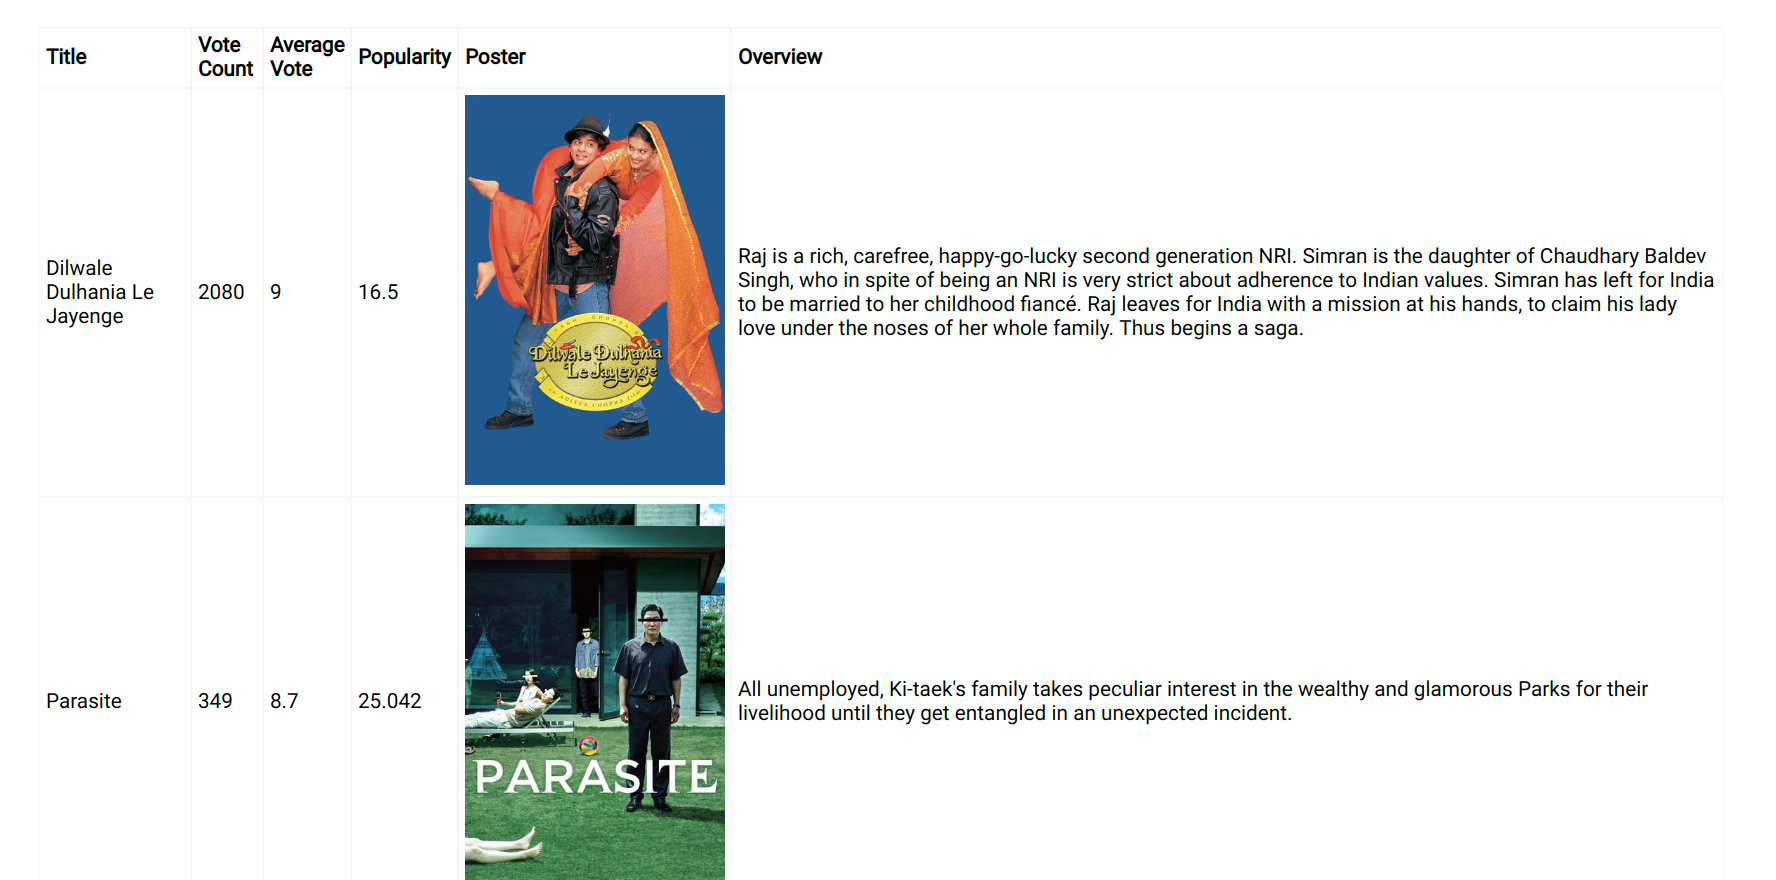 Title
Vote
Count
Average
Vote
Popularity
Poster
Overview
Dilwale
Dulhania Le
Jayenge
2080
9
16.5
YASH CHOPRA
Dilwale Dulhania
Le Jayenge
ADITYA CHOPRA film
Raj is a rich, carefree, happy-go-lucky second generation NRI. Simran is the daughter of Chaudhary Baldev
Singh, who in spite of being an NRI is very strict about adherence to Indian values. Simran has left for India
to be married to her childhood fiancé. Raj leaves for India with a mission at his hands, to claim his lady
love under the noses of her whole family. Thus begins a saga.
Parasite
349
8.7
25.042
PARASITE
All unemployed, Ki-taek's family takes peculiar interest in the wealthy and glamorous Parks for their
livelihood until they get entangled in an unexpected incident.